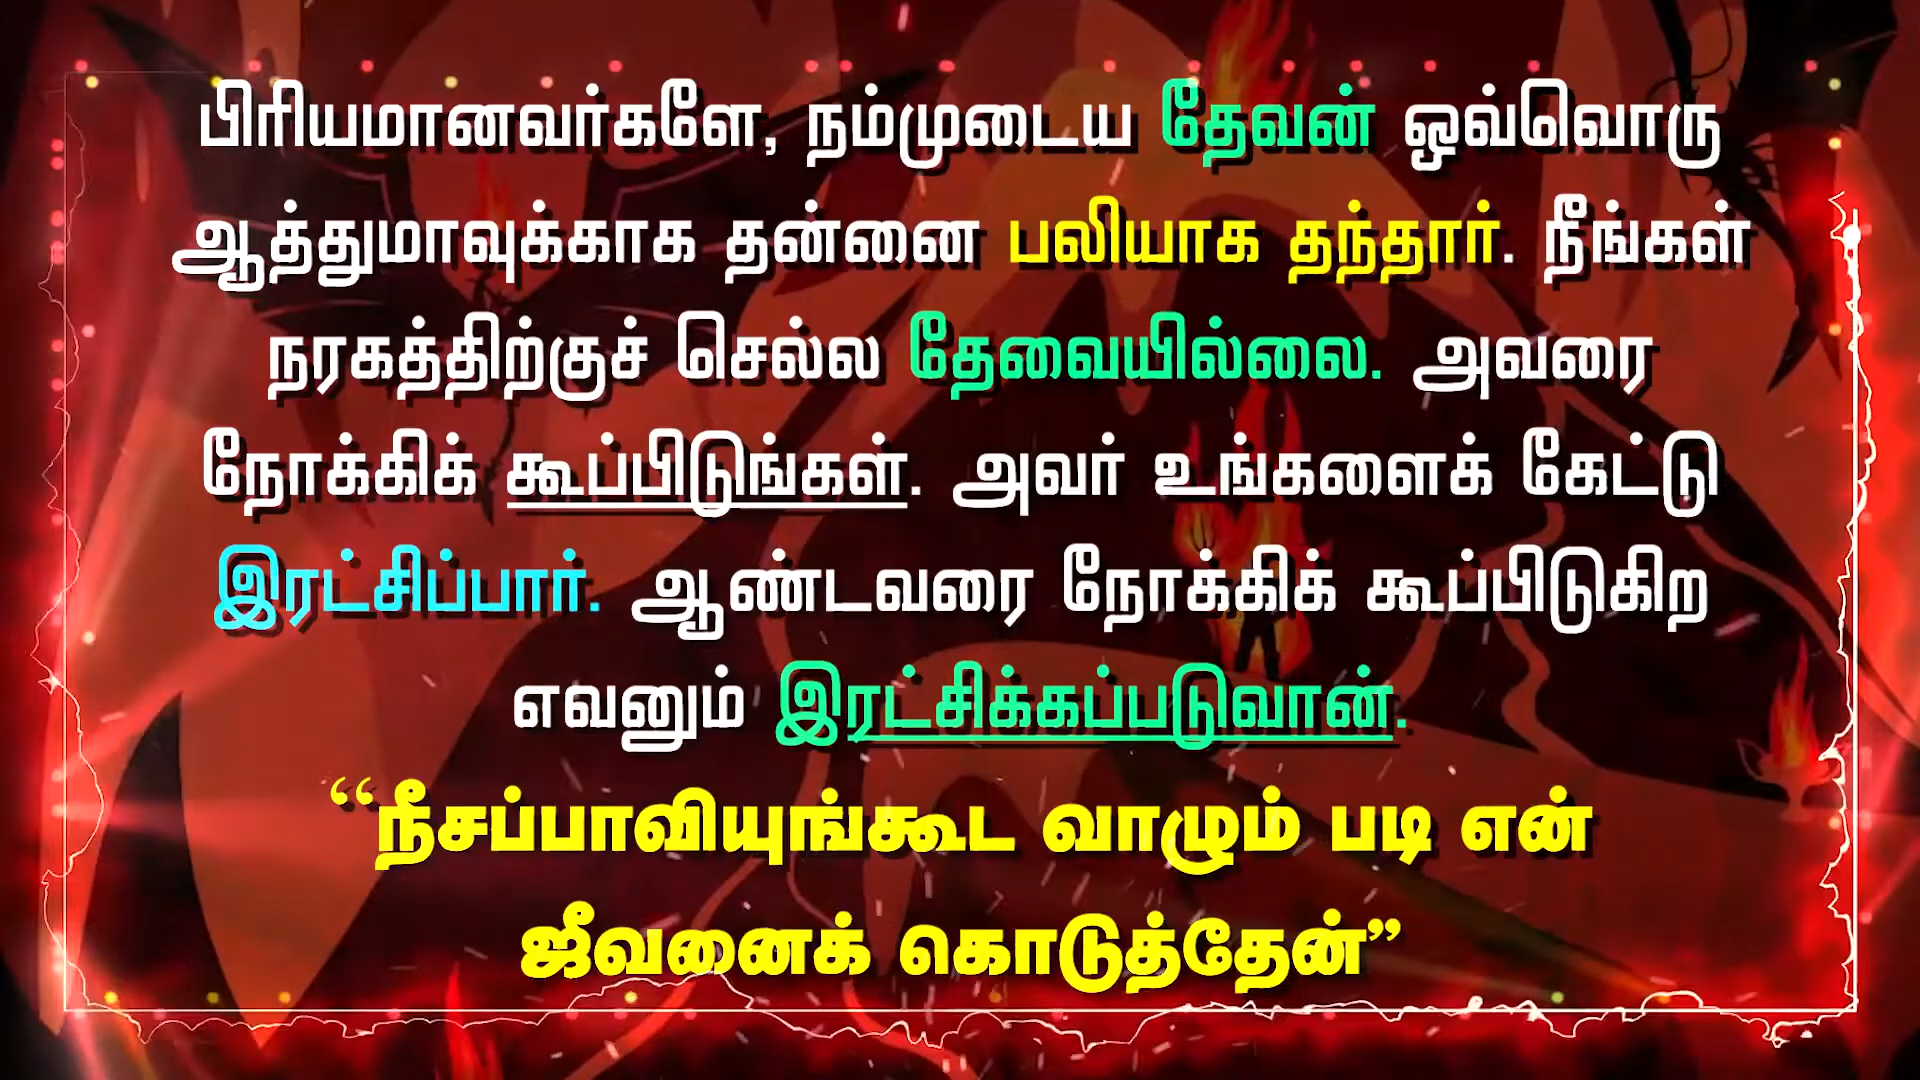 பிரியமானவர்களே, நம்முடைய தேவன் ஒவ்வொரு
ஆத்துமாவுக்காக தன்னை பலியாக தந்தார். நீங்கள்
நரகத்திற்குச் செல்ல தேவையில்லை. அவரை
நோக்கிக் கூப்பிடுங்கள். அவர் உங்களைக் கேட்டு
இரட்சிப்பார். ஆண்டவரை நோக்கிக் கூப்பிடுகிற
எவனும் இரட்சிக்கப்படுவான்.
“நீசப்பாவியுங்கூட வாழும் படி என்
ஜீவனைக் கொடுத்தேன்”